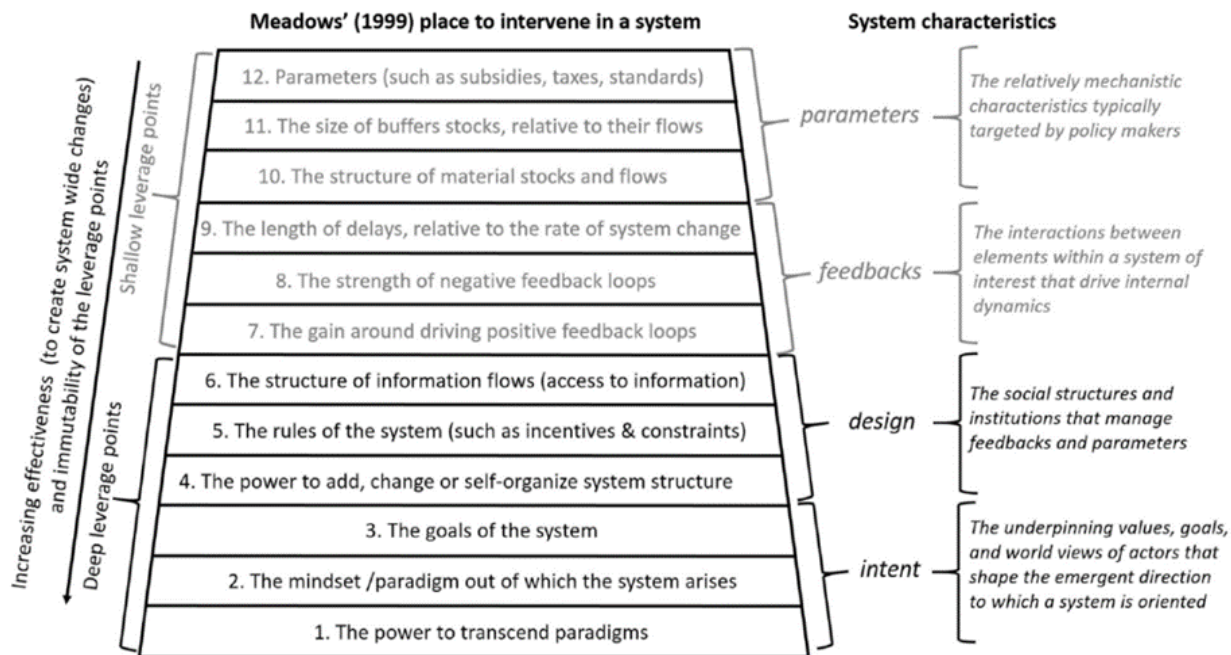 Meadows’ (1999) place to intervene in a system
System characteristics
Increasing effectiveness (to create system wide changes)
and immutability of the leverage points
Shallow leverage points
Deep leverage points
12. Parameters (such as subsidies, taxes, standards)
11. The size of buffers stocks, relative to their flows
10. The structure of material stocks and flows
9. The length of delays, relative to the rate of system change
8. The strength of negative feedback loops
7. The gain around driving positive feedback loops
6. The structure of information flows (access to information)
5. The rules of the system (such as incentives & constraints)
4. The power to add, change or self-organize system structure
3. The goals of the system
2. The mindset /paradigm out of which the system arises
1. The power to transcend paradigms
parameters
The relatively mechanistic
characteristics typically
targeted by policy makers
feedbacks
The interactions between
elements within a system of
interest that drive internal
dynamics
design
The social structures and
institutions that manage
feedbacks and parameters
intent
The underpinning values, goals,
and world views of actors that
shape the emergent direction
to which a system is oriented